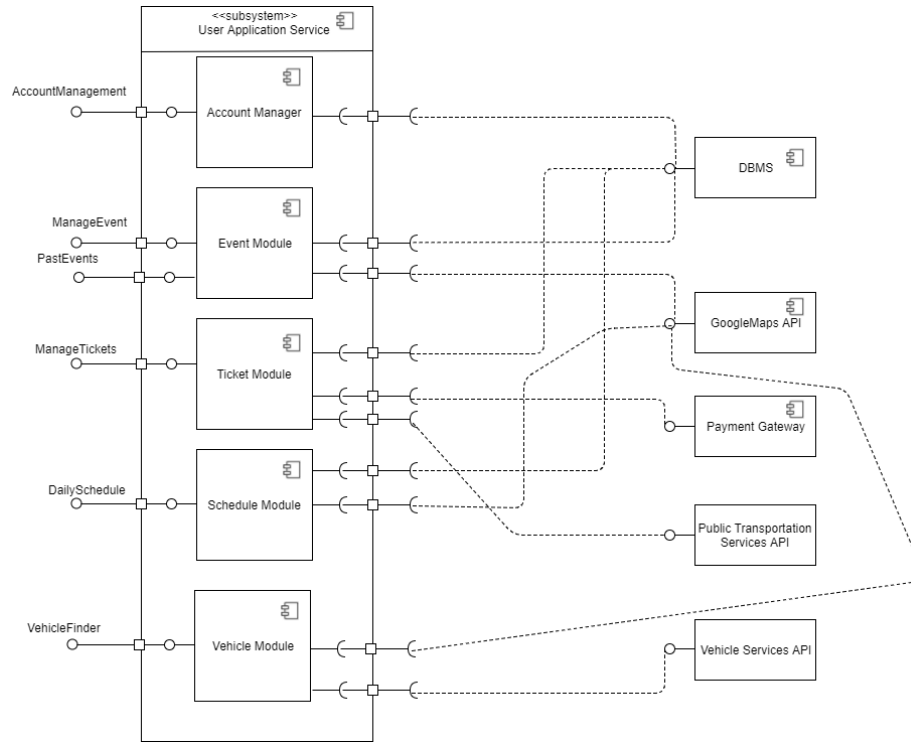 <<subsystem>>
User Application Service
AccountManagement
Account Manager
DBMS
ManageEvent
Event Module
PastEvents
GoogleMaps API
ManageTickets
Ticket Module
Payment Gateway
DailySchedule
Schedule Module
Public Transportation
Services API
VehicleFinder
Vehicle Module
Vehicle Services API